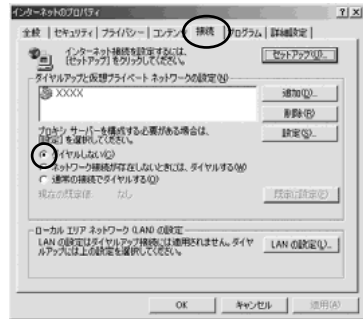 インターネットのプロパティ
全般 セキュリティ プライバシー コンテンツ 接続 プログラム 詳細設定
インターネット接続を設定するには、
[セットアップ] をクリックしてください。
セットアップ(U)...
ダイヤルアップと仮想プライベート ネットワークの設定(N)
XXXX
追加(D)...
削除(R)
プロキシ サーバーを構成する必要がある場合は、
[設定] を選択してください。
設定(S)...
ダイヤルしない(C)
ネットワーク接続が存在しないときには、ダイヤルする(W)
通常の接続でダイヤルする(O)
現在の既定値: なし
既定に設定(E)
ローカル エリア ネットワーク (LAN) の設定
LAN の設定はダイヤルアップ接続には適用されません。ダイヤ
ルアップには上の設定を選択してください。
LAN の設定(L)...
OK キャンセル 適用(A)